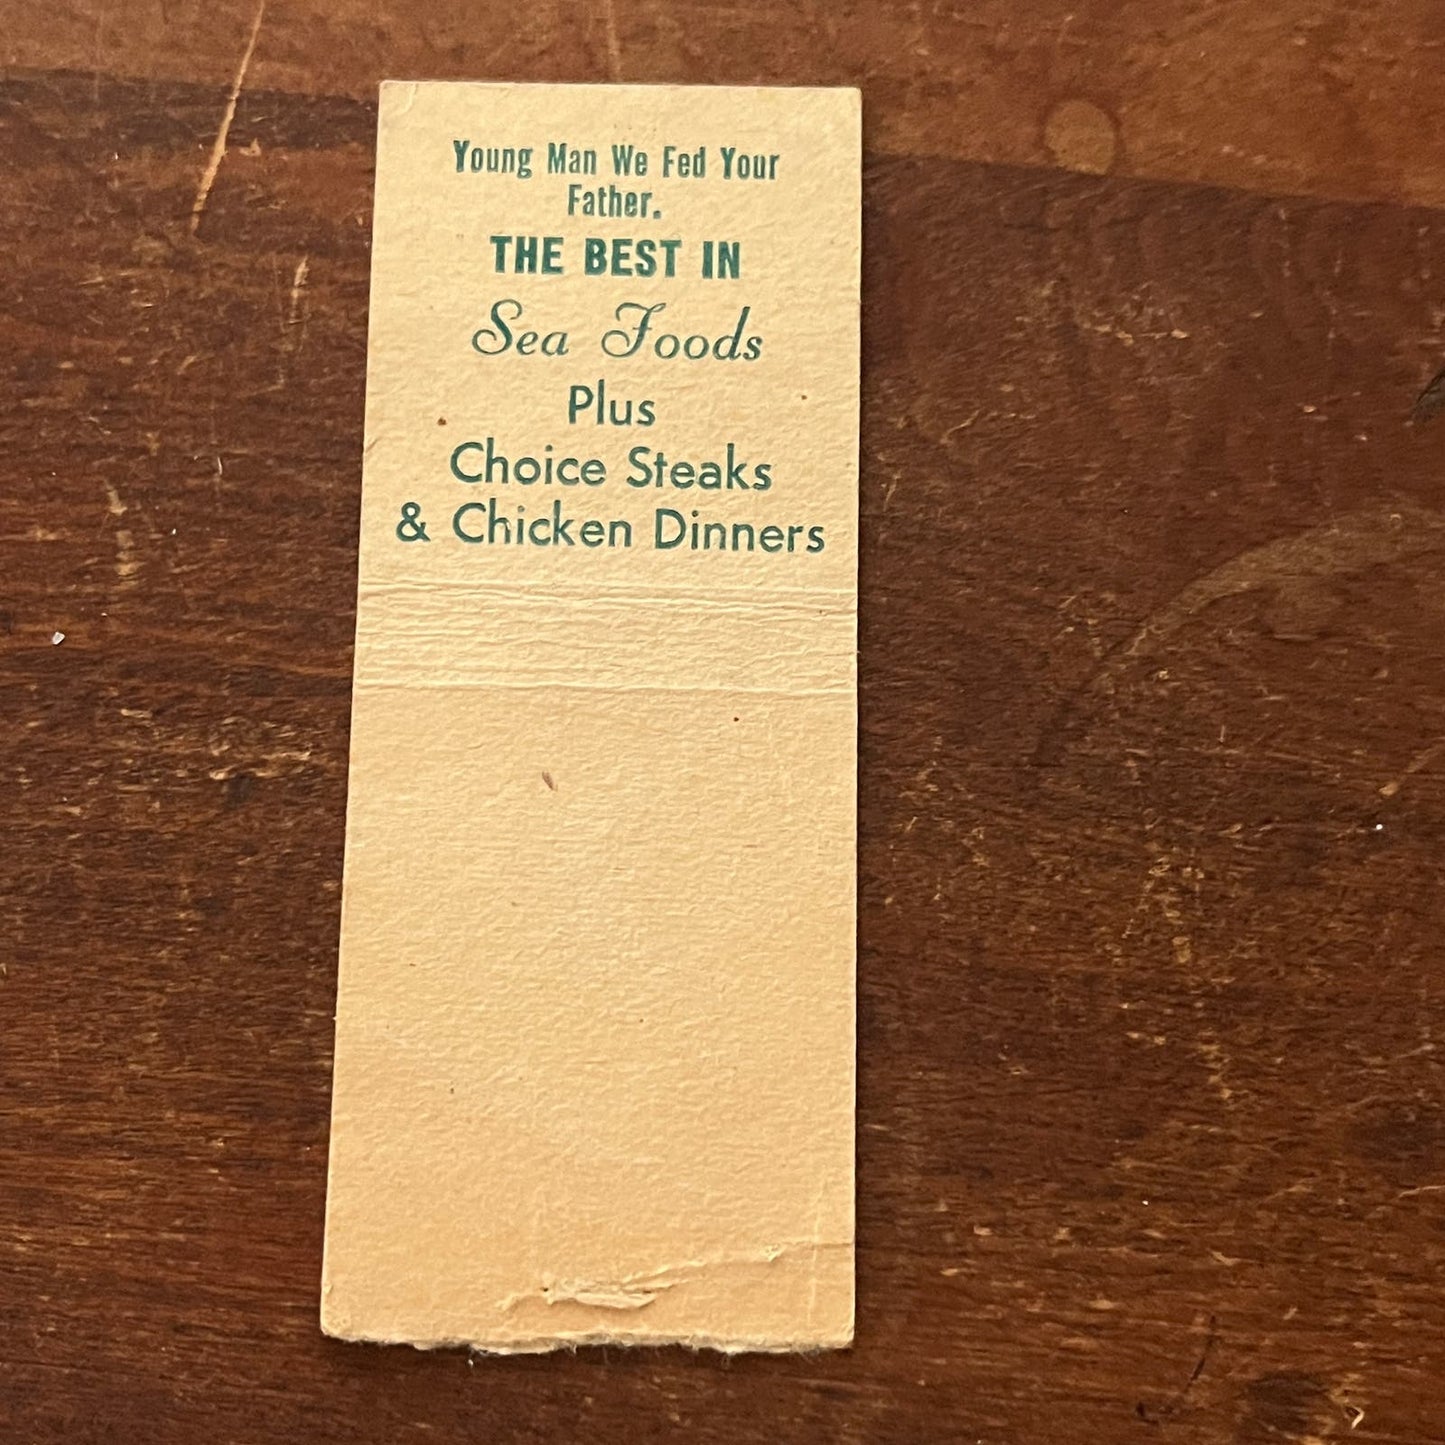 Young Man We Fed Your
Father.
THE BEST IN
Sea Foods
Plus
Choice Steaks
& Chicken Dinners